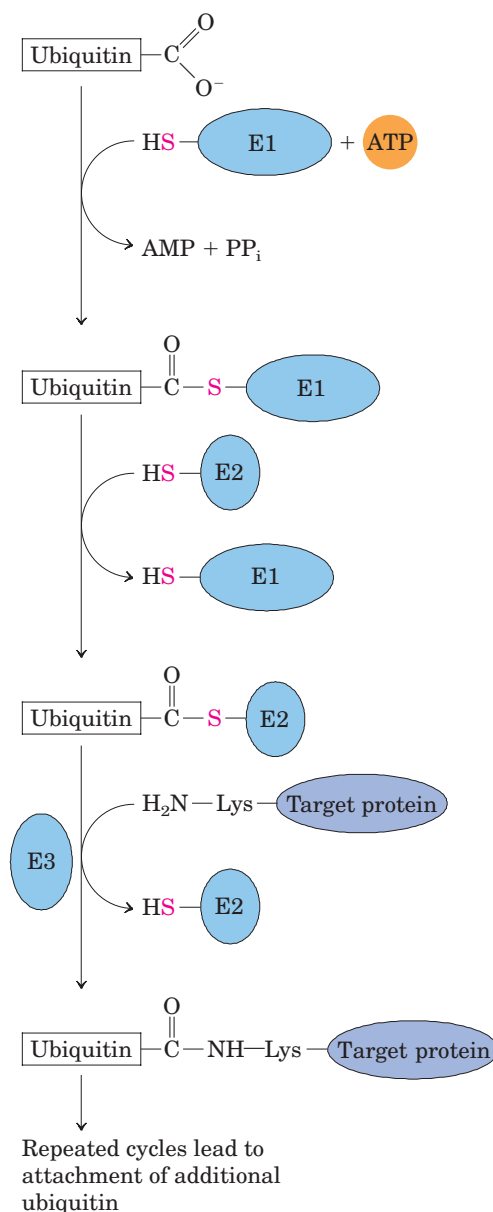 O
Ubiquitin C
O⁻
HS E1 + ATP
AMP + PPᵢ
O
Ubiquitin C S E1
HS E2
HS E1
O
Ubiquitin C S E2
H₂N Lys Target protein
E3
HS E2
O
Ubiquitin C NH Lys Target protein
Repeated cycles lead to
attachment of additional
ubiquitin